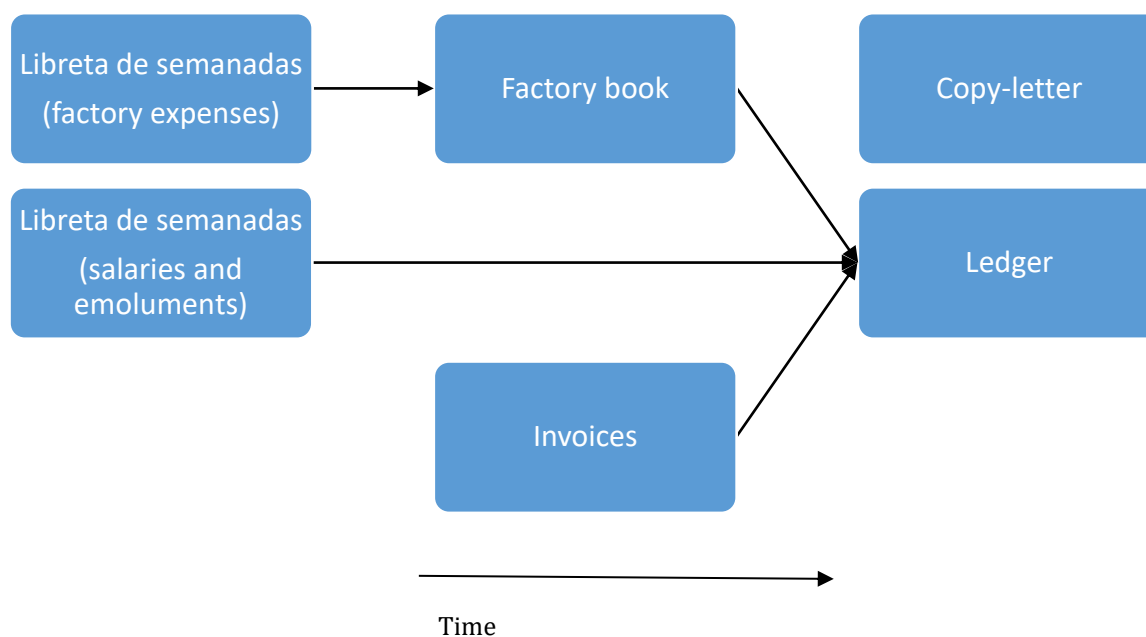 Libreta de semanadas
(factory expenses)
Factory book
Copy-letter
Libreta de semanadas
(salaries and
emoluments)
Ledger
Invoices
Time